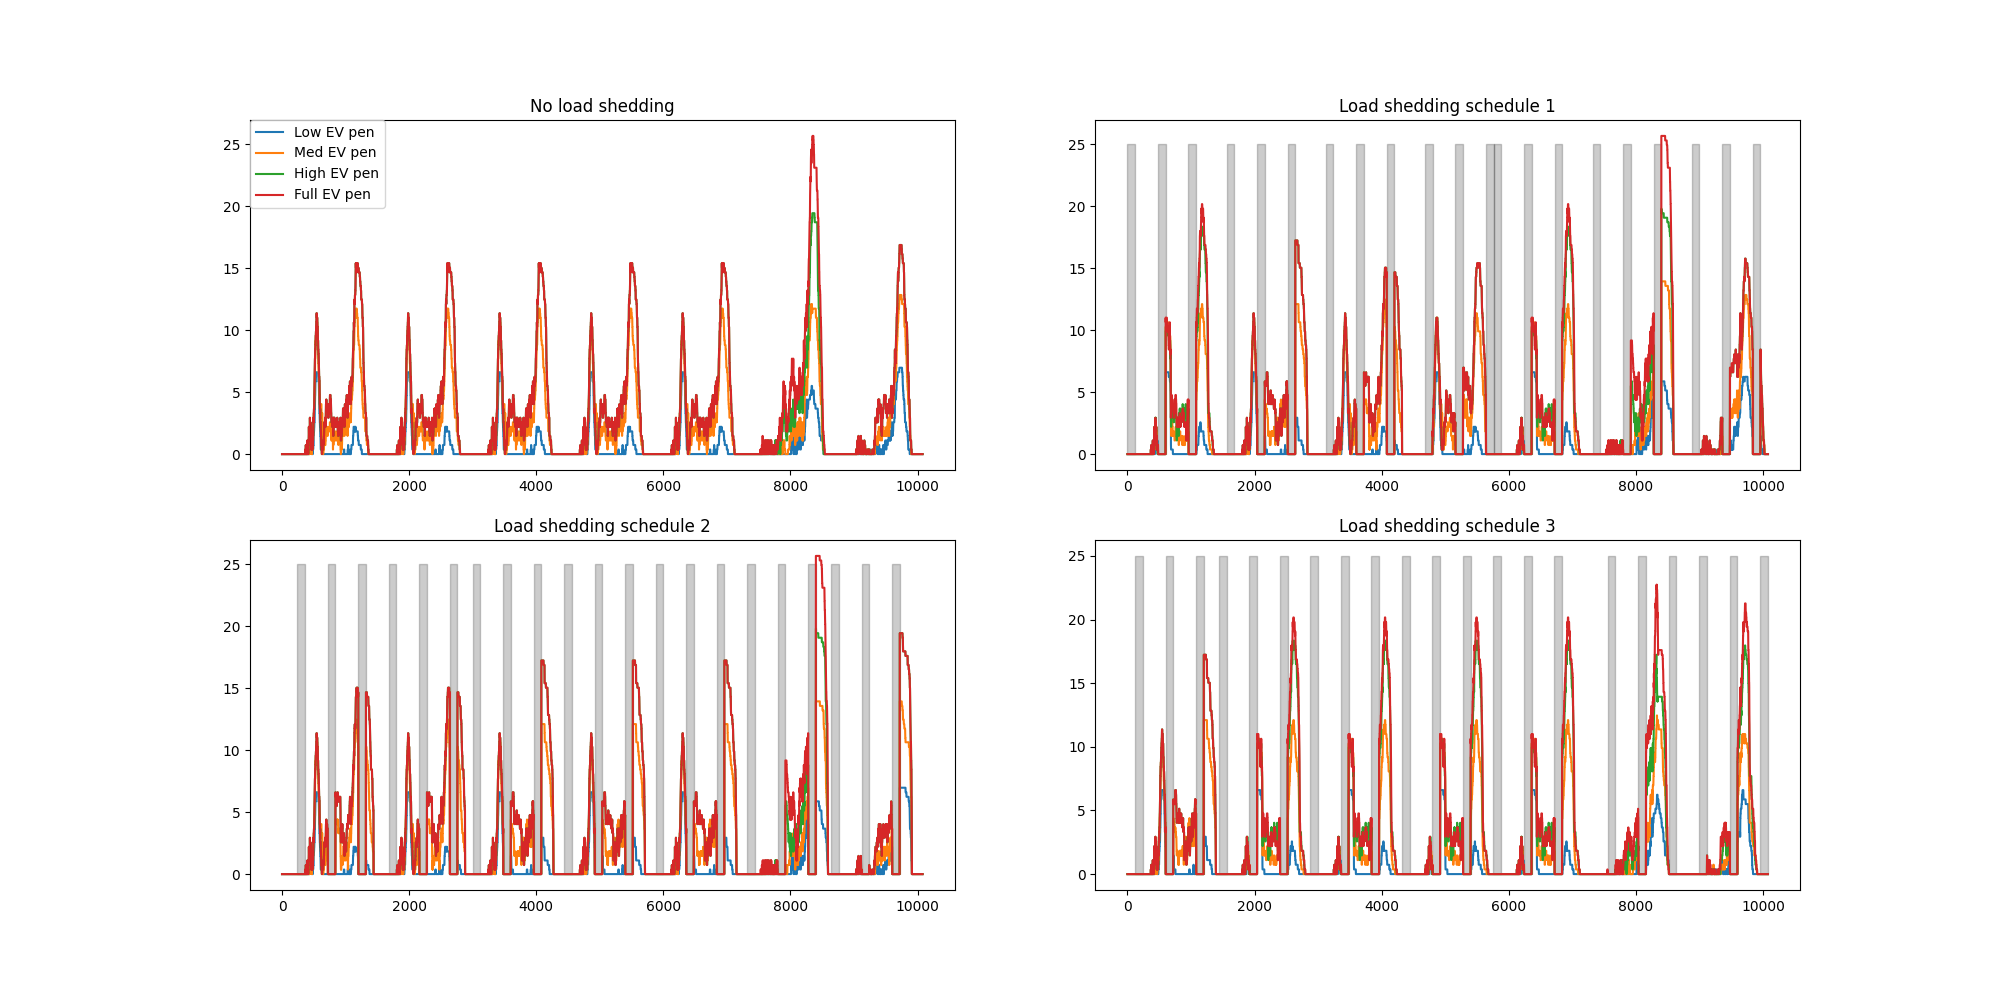 No load shedding
Low EV pen
Med EV pen
High EV pen
Full EV pen
25
20
15
10
5
0
0 2000 4000 6000 8000 10000
Load shedding schedule 1
25
20
15
10
5
0
0 2000 4000 6000 8000 10000
Load shedding schedule 2
25
20
15
10
5
0
0 2000 4000 6000 8000 10000
Load shedding schedule 3
25
20
15
10
5
0
0 2000 4000 6000 8000 10000